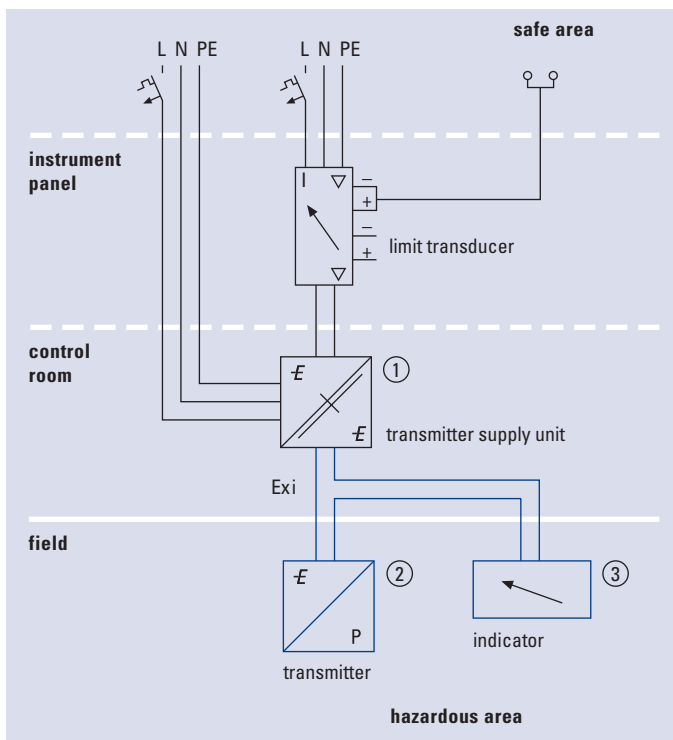 safe area
L N PE
L N PE
instrument
panel
I
–
+
–
+
limit transducer
control
room
E
1
E
transmitter supply unit
Exi
field
E
2
P
transmitter
3
indicator
hazardous area